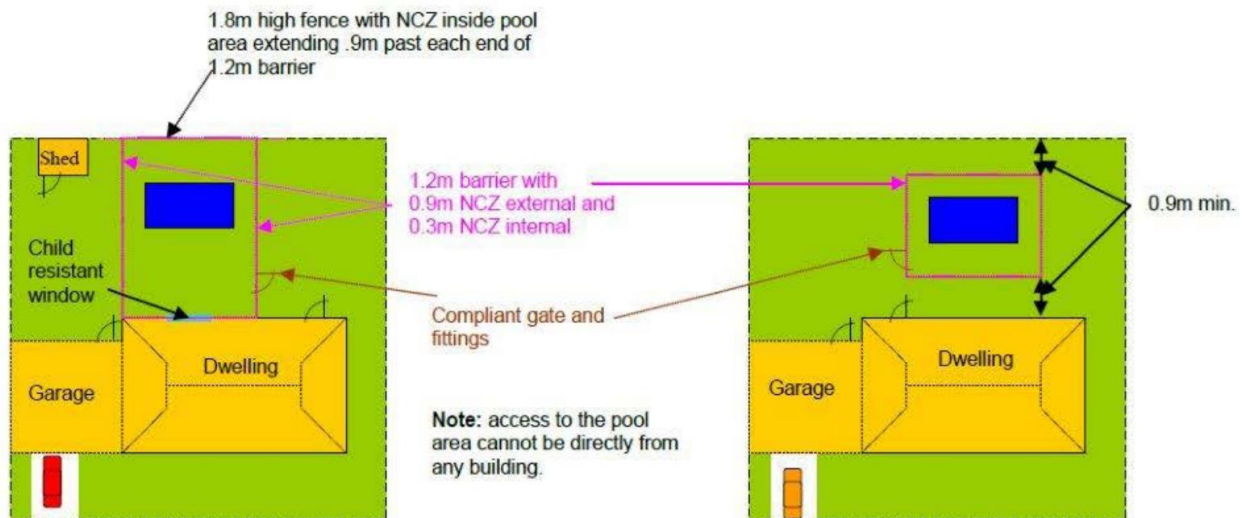 1.8m high fence with NCZ inside pool
area extending .9m past each end of
1.2m barrier
Shed
Child
resistant
window
Garage
Dwelling
1.2m barrier with
0.9m NCZ external and
0.3m NCZ internal
Compliant gate and
fittings
Note: access to the pool
area cannot be directly from
any building.
0.9m min.
Garage
Dwelling